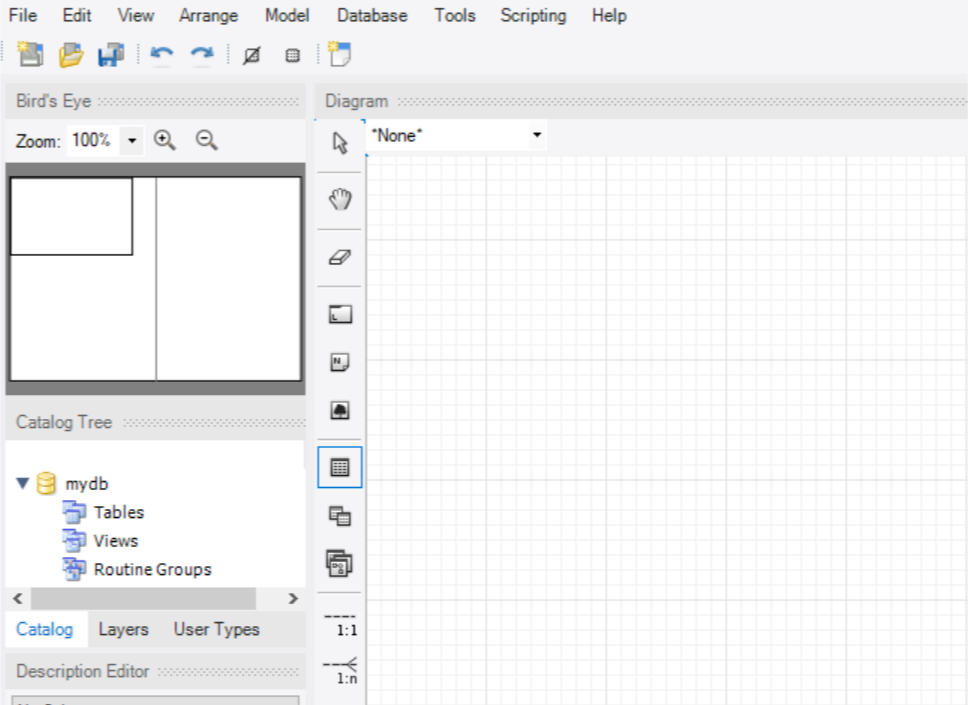 File Edit View Arrange Model Database Tools Scripting Help
Bird's Eye
Diagram
Zoom: 100%
*None*
Catalog Tree
mydb
Tables
Views
Routine Groups
Catalog Layers User Types
1:1
Description Editor
1:n